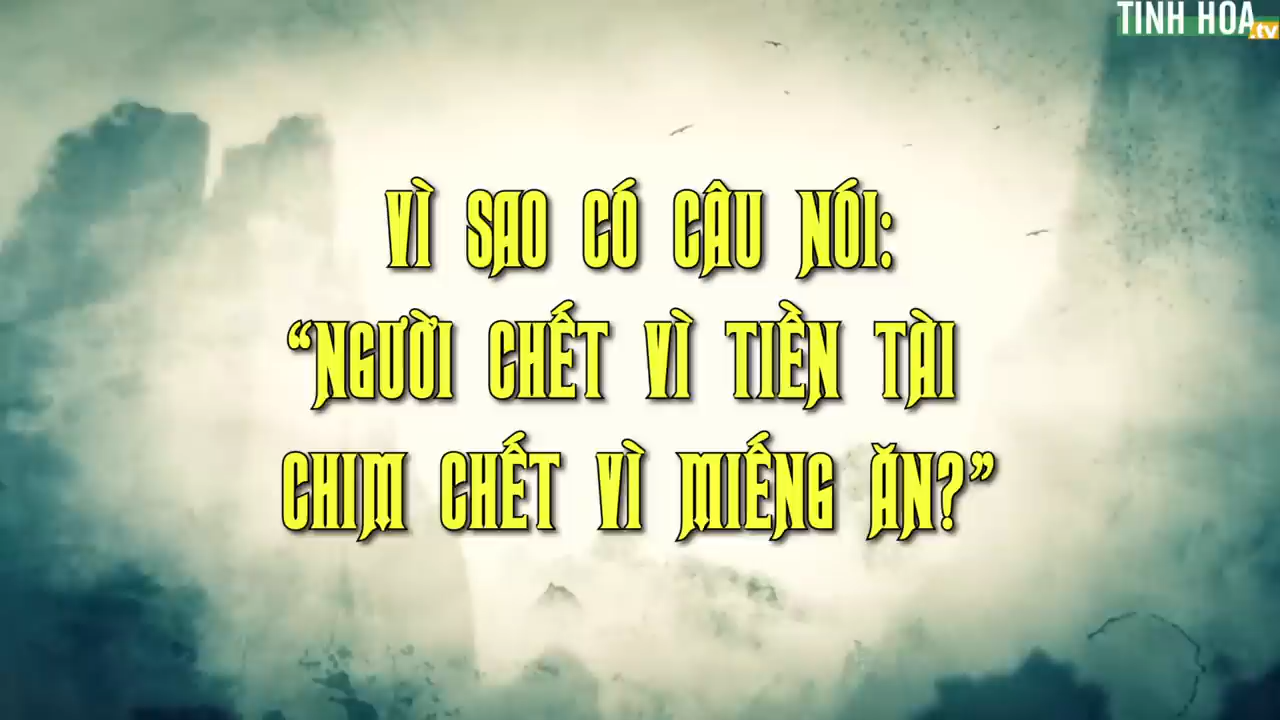 TINH HOA
.tv
VÌ SAO CÓ CÂU NÓI:
“NGƯỜI CHẾT VÌ TIỀN TÀI
CHIM CHẾT VÌ MIẾNG ĂN?”